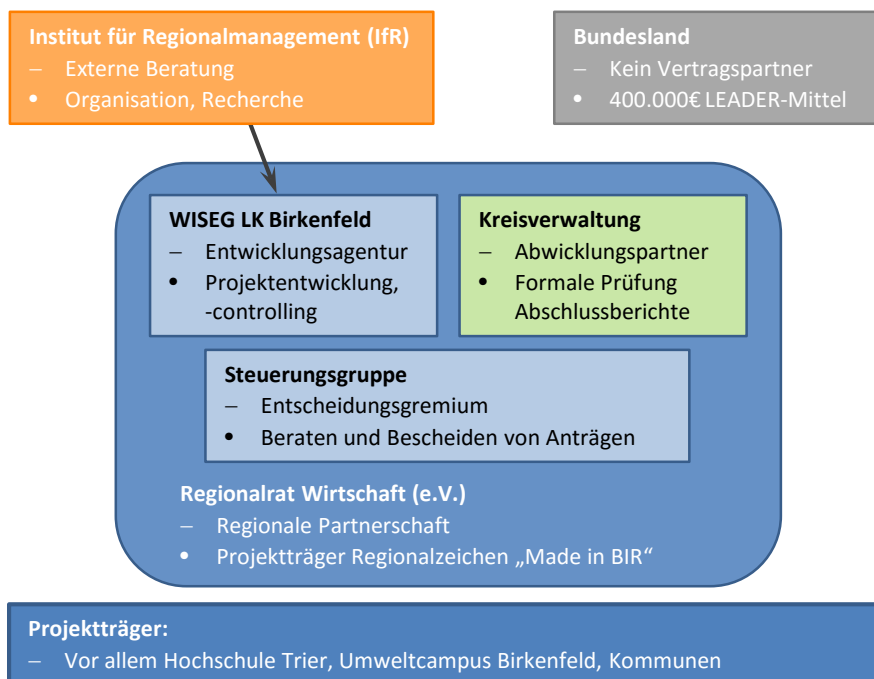 Institut für Regionalmanagement (IfR)
– Externe Beratung
• Organisation, Recherche
Bundesland
– Kein Vertragspartner
• 400.000€ LEADER-Mittel
WISEG LK Birkenfeld
– Entwicklungsagentur
• Projektentwicklung,
-controlling
Kreisverwaltung
– Abwicklungspartner
• Formale Prüfung
Abschlussberichte
Steuerungsgruppe
– Entscheidungsgremium
• Beraten und Bescheiden von Anträgen
Regionalrat Wirtschaft (e.V.)
– Regionale Partnerschaft
• Projektträger Regionalzeichen „Made in BIR“
Projektträger:
– Vor allem Hochschule Trier, Umweltcampus Birkenfeld, Kommunen